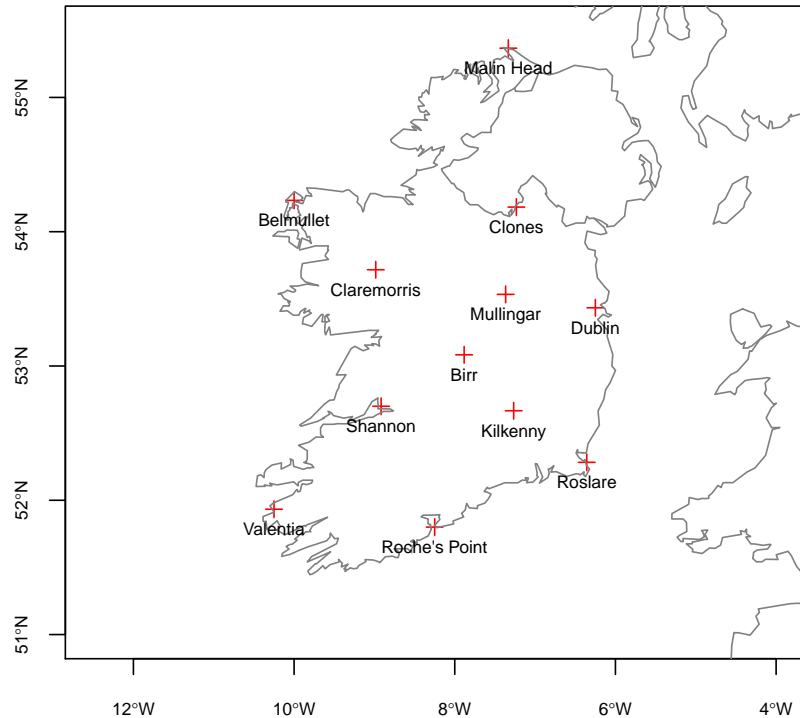 55°N
54°N
53°N
52°N
51°N
Malin Head
Belmullet
Clones
Claremorris
Mullingar
Dublin
Birr
Shannon
Kilkenny
Roslare
Valentia
Roche's Point
12°W
10°W
8°W
6°W
4°W